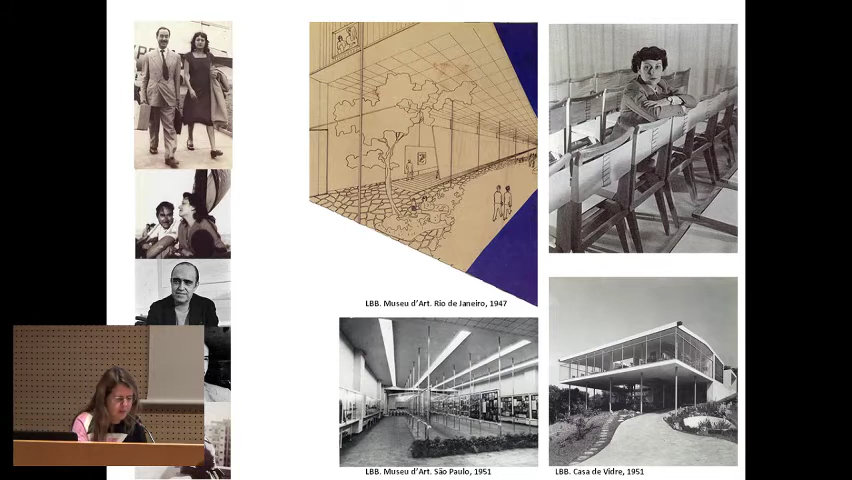 LBB. Museu d'Art. Rio de Janeiro, 1947
LBB. Museu d'Art. São Paulo, 1951
LBB. Casa de Vidre, 1951